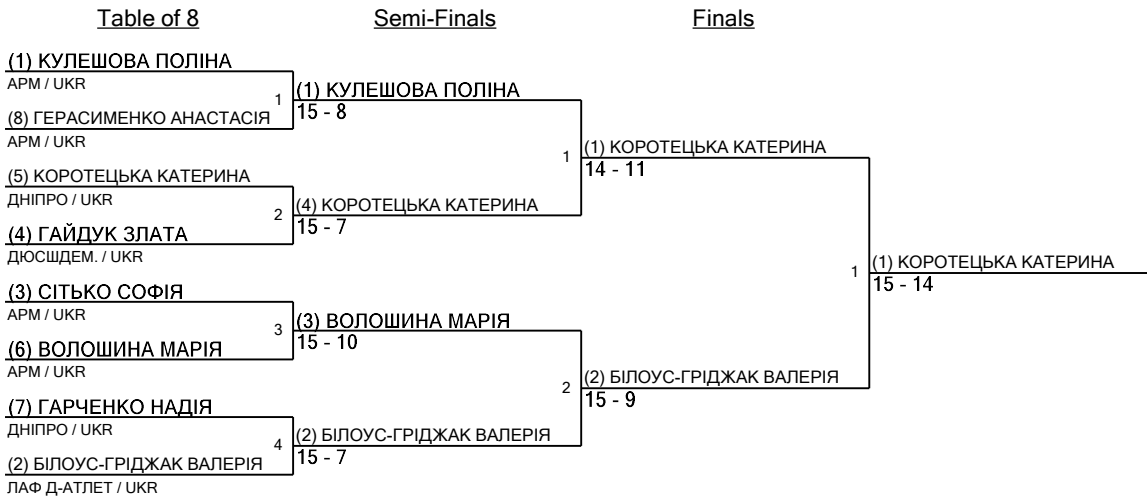 Table of 8
Semi-Finals
Finals
(1) КУЛЕШОВА ПОЛІНА
АРМ / UKR
1
(8) ГЕРАСИМЕНКО АНАСТАСІЯ
АРМ / UKR
(5) КОРОТЕЦЬКА КАТЕРИНА
ДНІПРО / UKR
2
(4) ГАЙДУК ЗЛАТА
ДЮСШДЕМ. / UKR
(3) СІТЬКО СОФІЯ
АРМ / UKR
3
(6) ВОЛОШИНА МАРІЯ
АРМ / UKR
(7) ГАРЧЕНКО НАДІЯ
ДНІПРО / UKR
4
(2) БІЛОУС-ГРІДЖАК ВАЛЕРІЯ
ЛАФ Д-АТЛЕТ / UKR
(1) КУЛЕШОВА ПОЛІНА
15 - 8
1
(4) КОРОТЕЦЬКА КАТЕРИНА
15 - 7
(3) ВОЛОШИНА МАРІЯ
15 - 10
2
(2) БІЛОУС-ГРІДЖАК ВАЛЕРІЯ
15 - 7
(1) КОРОТЕЦЬКА КАТЕРИНА
14 - 11
1
(2) БІЛОУС-ГРІДЖАК ВАЛЕРІЯ
15 - 9
(1) КОРОТЕЦЬКА КАТЕРИНА
15 - 14